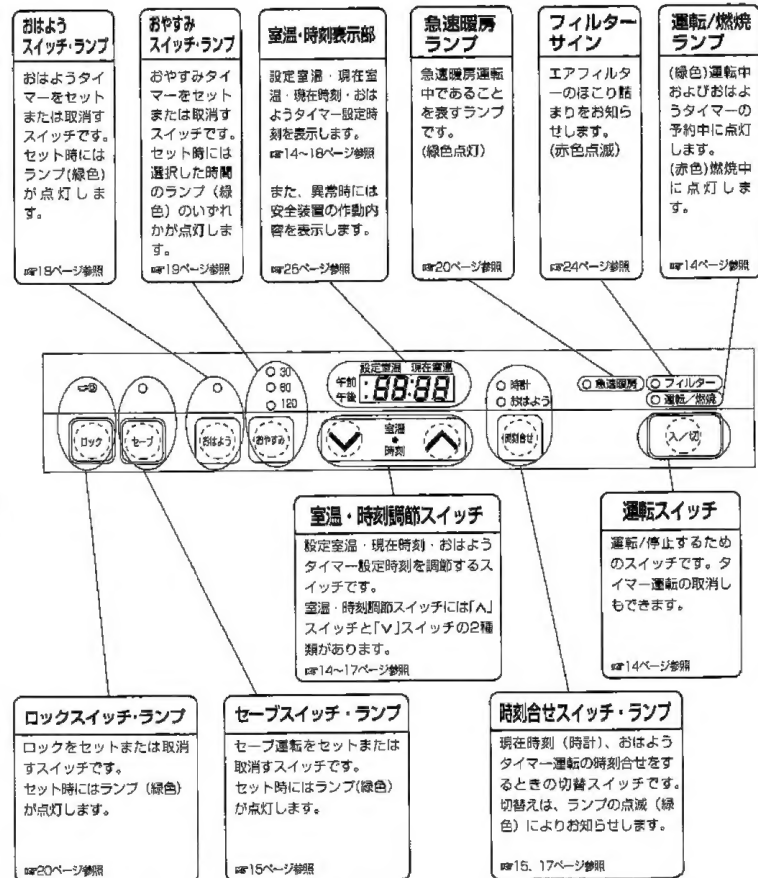 おはよう
スイッチ・ランプ
おはようタイ
マーをセット
または取消す
スイッチです。
セット時には
ランプ(緑色)
が点灯しま
す。
☞18ページ参照
おやすみ
スイッチ・ランプ
おやすみタイ
マーをセット
または取消す
スイッチです。
セット時には
選択した時間
のランプ（緑
色）のいずれ
かが点灯しま
す。
☞19ページ参照
室温・時刻表示部
設定室温・現在室
温・現在時刻・おは
ようタイマー設定時
刻を表示します。
☞14〜18ページ参照
また、異常時には
安全装置の作動内
容を表示します。
☞25ページ参照
急速暖房
ランプ
急速暖房運転
中であること
を表すランプ
です。
(緑色点灯)
☞20ページ参照
フィルター
サイン
エアフィルタ
ーのほこり詰
まりをお知ら
せします。
(赤色点滅)
☞24ページ参照
運転/燃焼
ランプ
(緑色)運転中
およびおはよ
うタイマーの
予約中に点灯
します。
(赤色)燃焼中
に点灯しま
す。
☞14ページ参照
30
60
120
設定室温 現在室温
午前
午後
88:88
時計
おはよう
急速暖房
フィルター
運転／燃焼
ロック
セーブ
おはよう
おやすみ
室温
・
時刻
時刻合せ
入／切
室温・時刻調節スイッチ
設定室温・現在時刻・おはよう
タイマー設定時刻を調節するス
イッチです。
室温・時刻調節スイッチには「∧」
スイッチと「∨」スイッチの2種
類があります。
☞14〜17ページ参照
運転スイッチ
運転/停止するため
のスイッチです。タ
イマー運転の取消し
もできます。
☞14ページ参照
ロックスイッチ・ランプ
ロックをセットまたは取消
すスイッチです。
セット時にはランプ（緑色）
が点灯します。
☞20ページ参照
セーブスイッチ・ランプ
セーブ運転をセットまたは
取消すスイッチです。
セット時にはランプ(緑色)
が点灯します。
☞15ページ参照
時刻合せスイッチ・ランプ
現在時刻（時計）、おはよう
タイマー運転の時刻合せをす
るときの切替スイッチです。
切替えは、ランプの点滅（緑
色）によりお知らせします。
☞15、17ページ参照